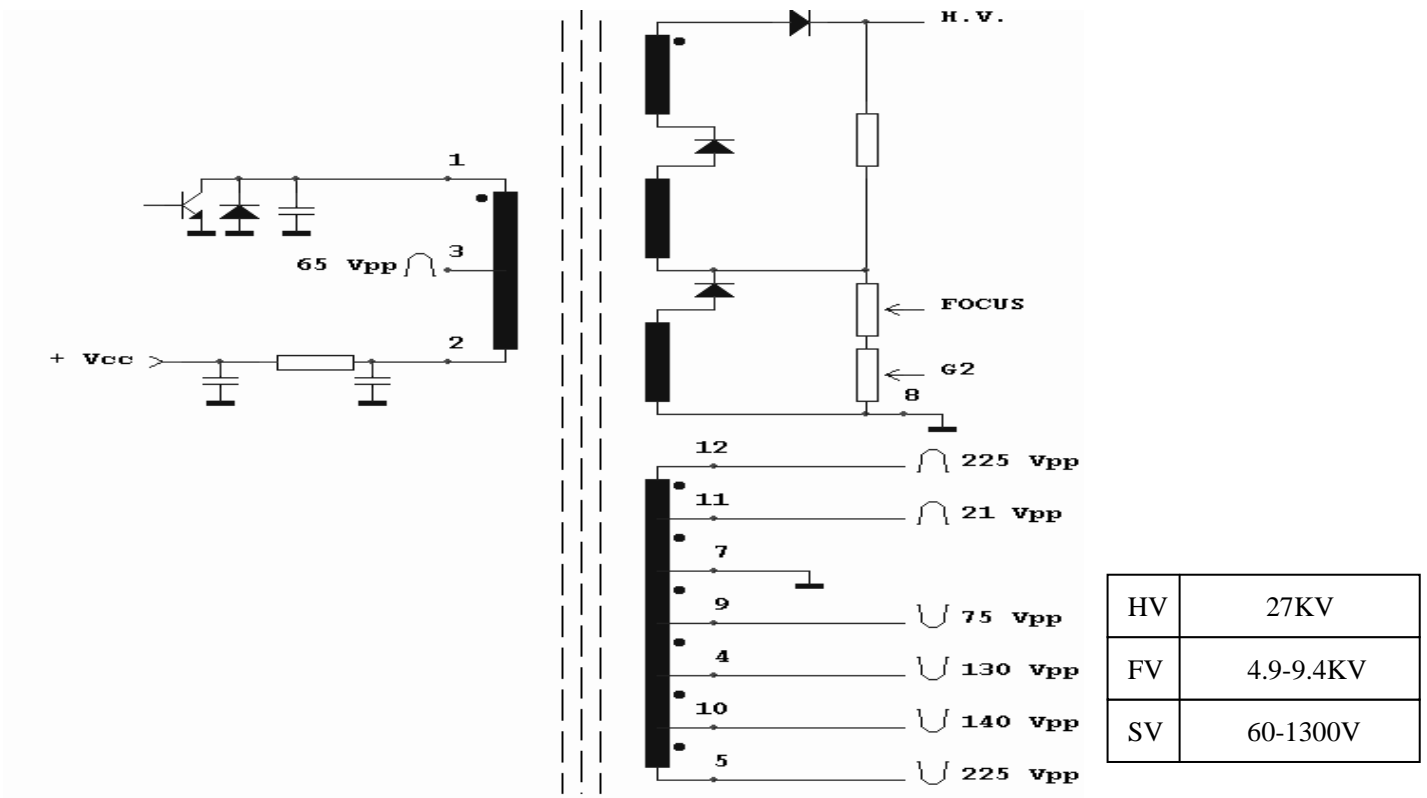 H.V.
1
3
65 Vpp
FOCUS
2
+ Vcc
G2
8
12
225 Vpp
11
21 Vpp
7
9
75 Vpp
4
130 Vpp
10
140 Vpp
5
225 Vpp
HV 27KV
FV 4.9-9.4KV
SV 60-1300V